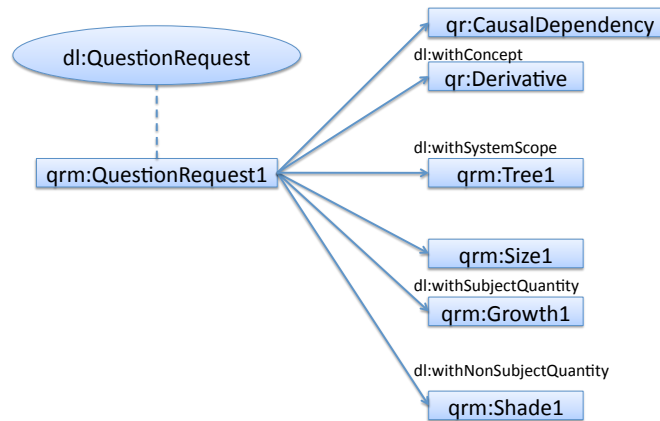 dl:QuestionRequest
qrm:QuestionRequest1
qr:CausalDependency
dl:withConcept
qr:Derivative
dl:withSystemScope
qrm:Tree1
qrm:Size1
dl:withSubjectQuantity
qrm:Growth1
dl:withNonSubjectQuantity
qrm:Shade1